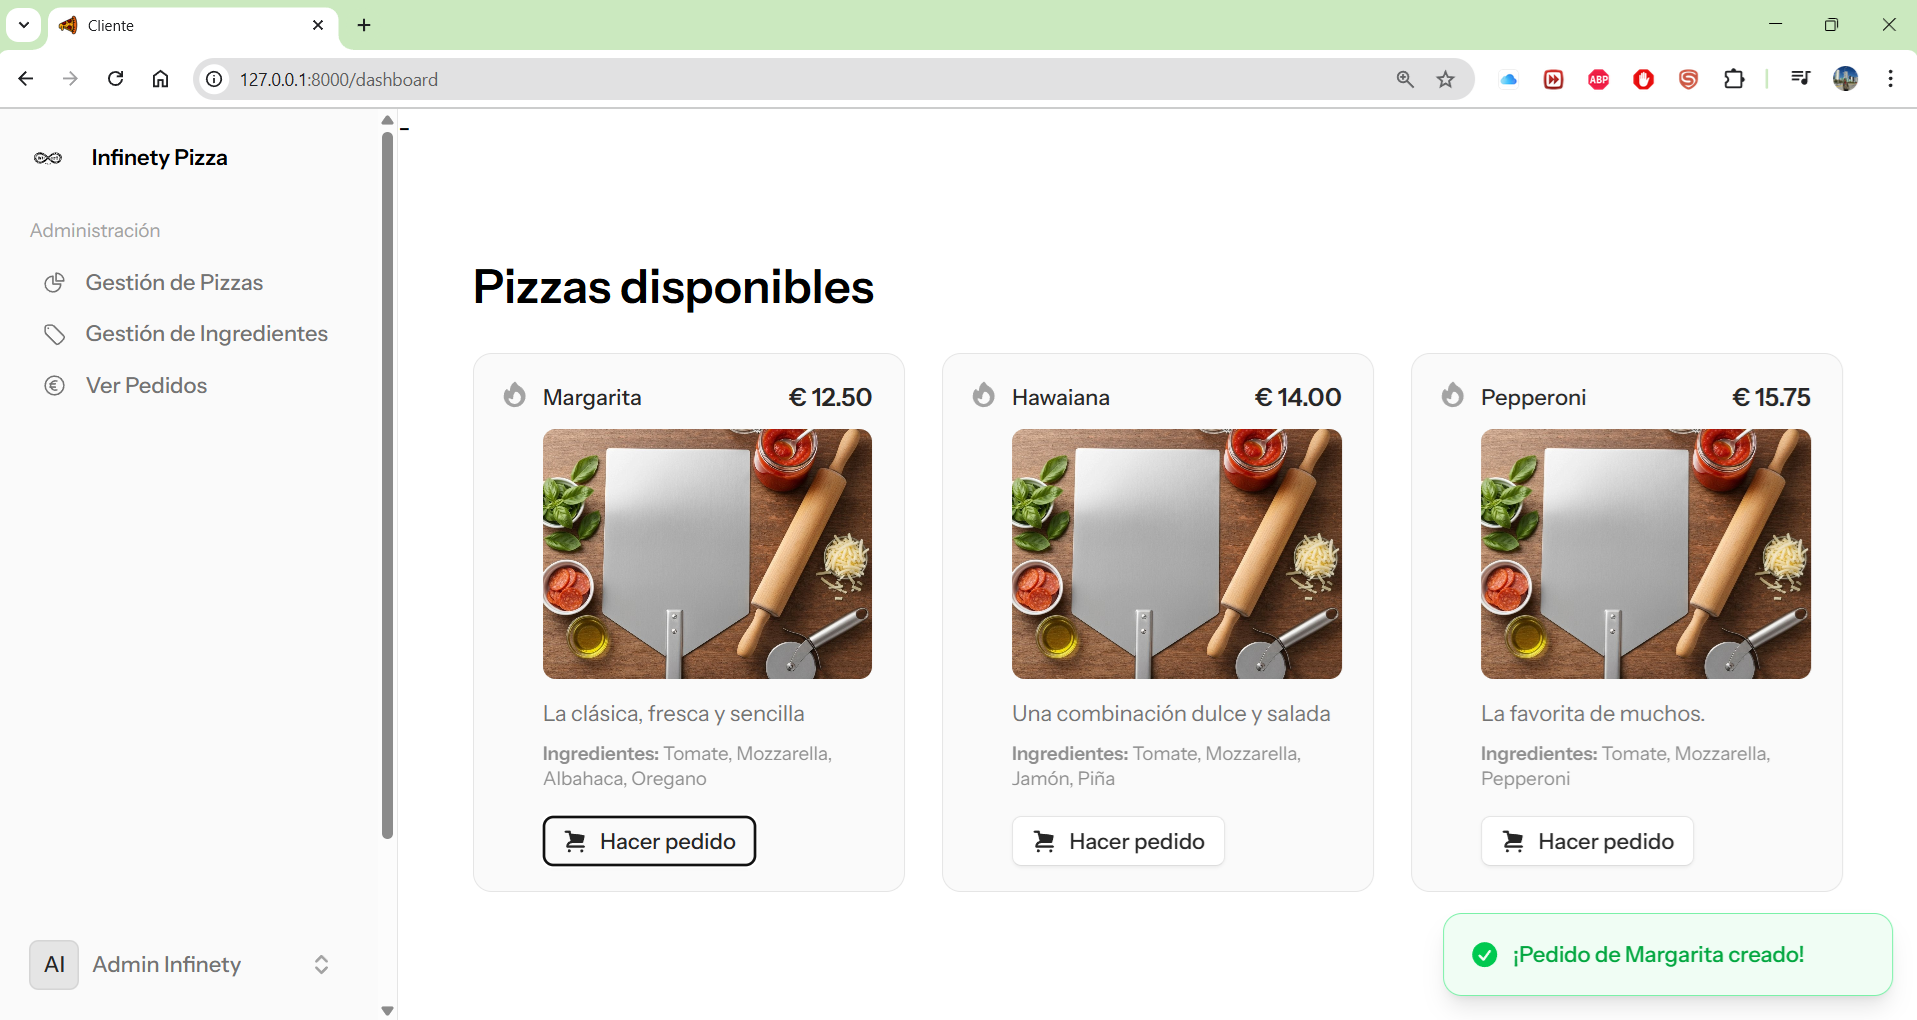 Cliente
127.0.0.1:8000/dashboard
ABP
Infinety Pizza
Administración
Gestión de Pizzas
Gestión de Ingredientes
Ver Pedidos
AI Admin Infinety
-
Pizzas disponibles
Margarita € 12.50
La clásica, fresca y sencilla
Ingredientes: Tomate, Mozzarella,
Albahaca, Oregano
Hacer pedido
Hawaiana € 14.00
Una combinación dulce y salada
Ingredientes: Tomate, Mozzarella,
Jamón, Piña
Hacer pedido
Pepperoni € 15.75
La favorita de muchos.
Ingredientes: Tomate, Mozzarella,
Pepperoni
Hacer pedido
¡Pedido de Margarita creado!